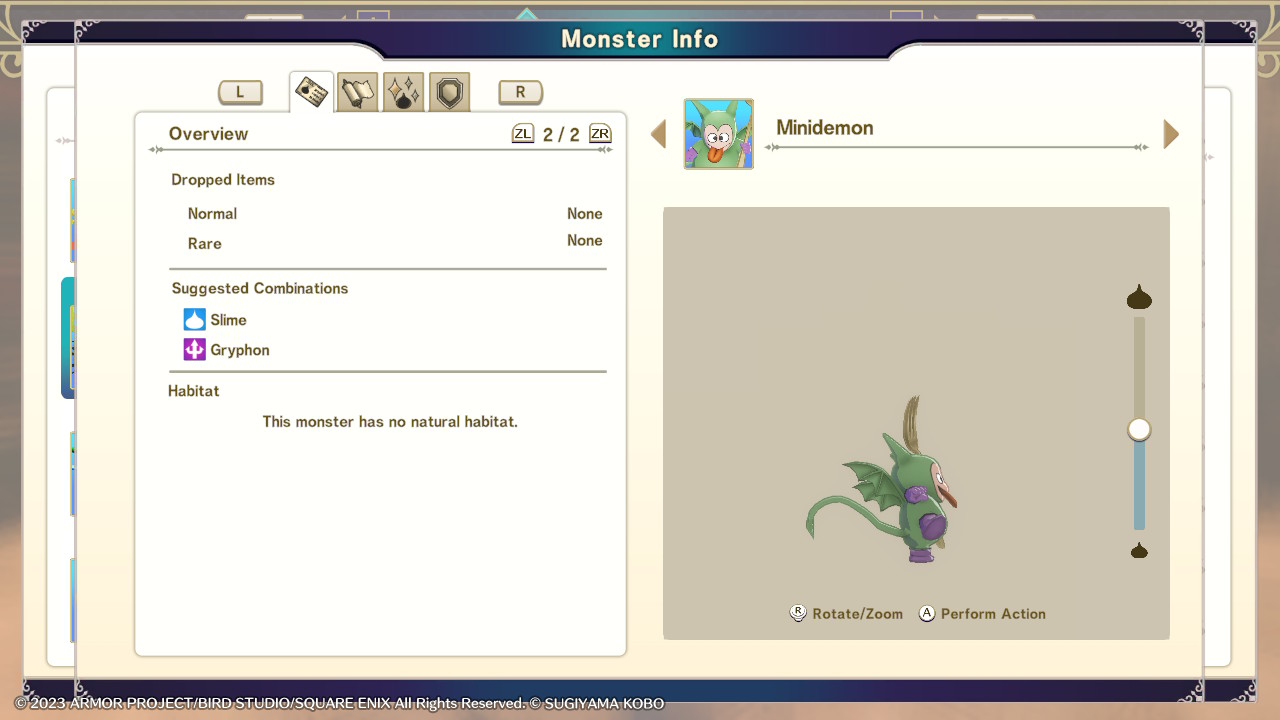 Monster Info
L
R
Overview
ZL 2 / 2 ZR
Dropped Items
Normal None
Rare None
Suggested Combinations
Slime
Gryphon
Habitat
This monster has no natural habitat.
Minidemon
R Rotate/Zoom A Perform Action
© 2023 ARMOR PROJECT/BIRD STUDIO/SQUARE ENIX All Rights Reserved. © SUGIYAMA KOBO